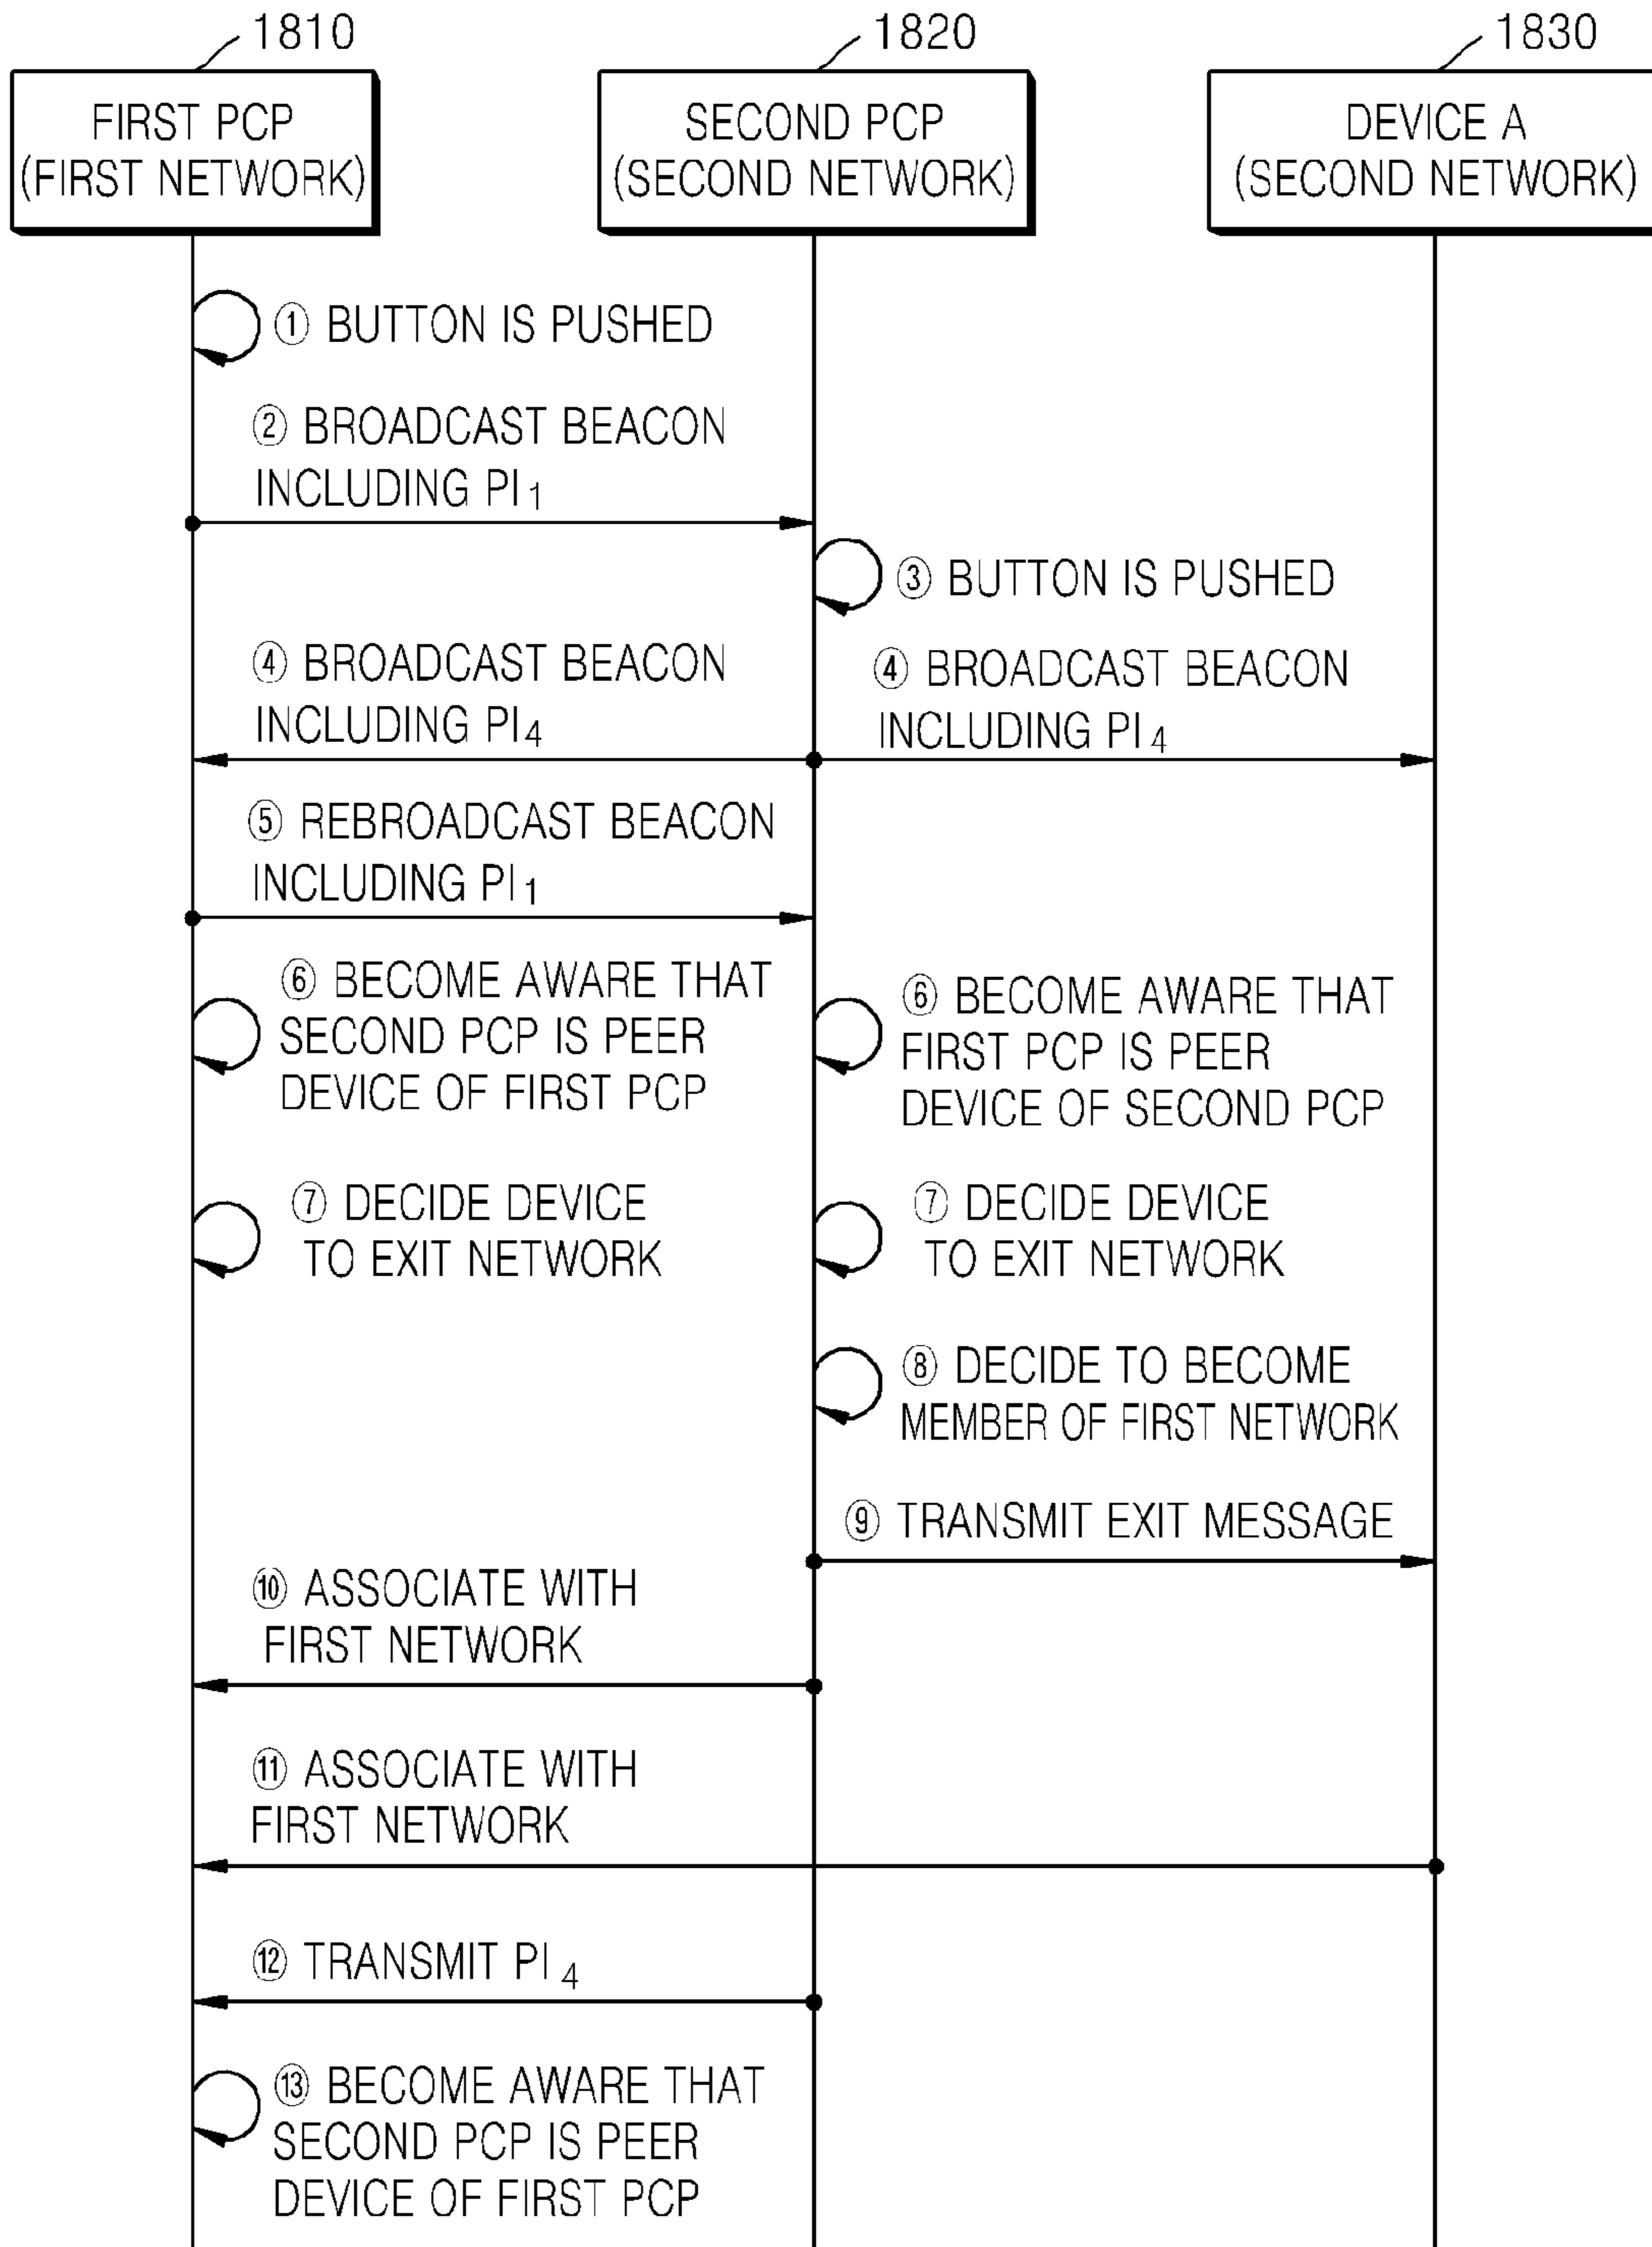 1810
1820
1830
FIRST PCP
(FIRST NETWORK)
SECOND PCP
(SECOND NETWORK)
DEVICE A
(SECOND NETWORK)
① BUTTON IS PUSHED
② BROADCAST BEACON
INCLUDING PI1
③ BUTTON IS PUSHED
④ BROADCAST BEACON
INCLUDING PI4
④ BROADCAST BEACON
INCLUDING PI4
⑤ REBROADCAST BEACON
INCLUDING PI1
⑥ BECOME AWARE THAT
SECOND PCP IS PEER
DEVICE OF FIRST PCP
⑥ BECOME AWARE THAT
FIRST PCP IS PEER
DEVICE OF SECOND PCP
⑦ DECIDE DEVICE
TO EXIT NETWORK
⑦ DECIDE DEVICE
TO EXIT NETWORK
⑧ DECIDE TO BECOME
MEMBER OF FIRST NETWORK
⑨ TRANSMIT EXIT MESSAGE
⑩ ASSOCIATE WITH
FIRST NETWORK
⑪ ASSOCIATE WITH
FIRST NETWORK
⑫ TRANSMIT PI4
⑬ BECOME AWARE THAT
SECOND PCP IS PEER
DEVICE OF FIRST PCP